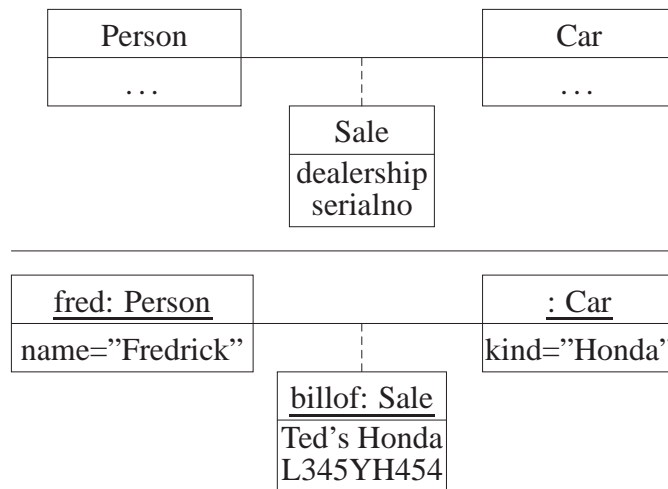 Person
Car
. . .
. . .
Sale
dealership
serialno
fred: Person
: Car
name=”Fredrick”
kind=”Honda”
billof: Sale
Ted’s Honda
L345YH454